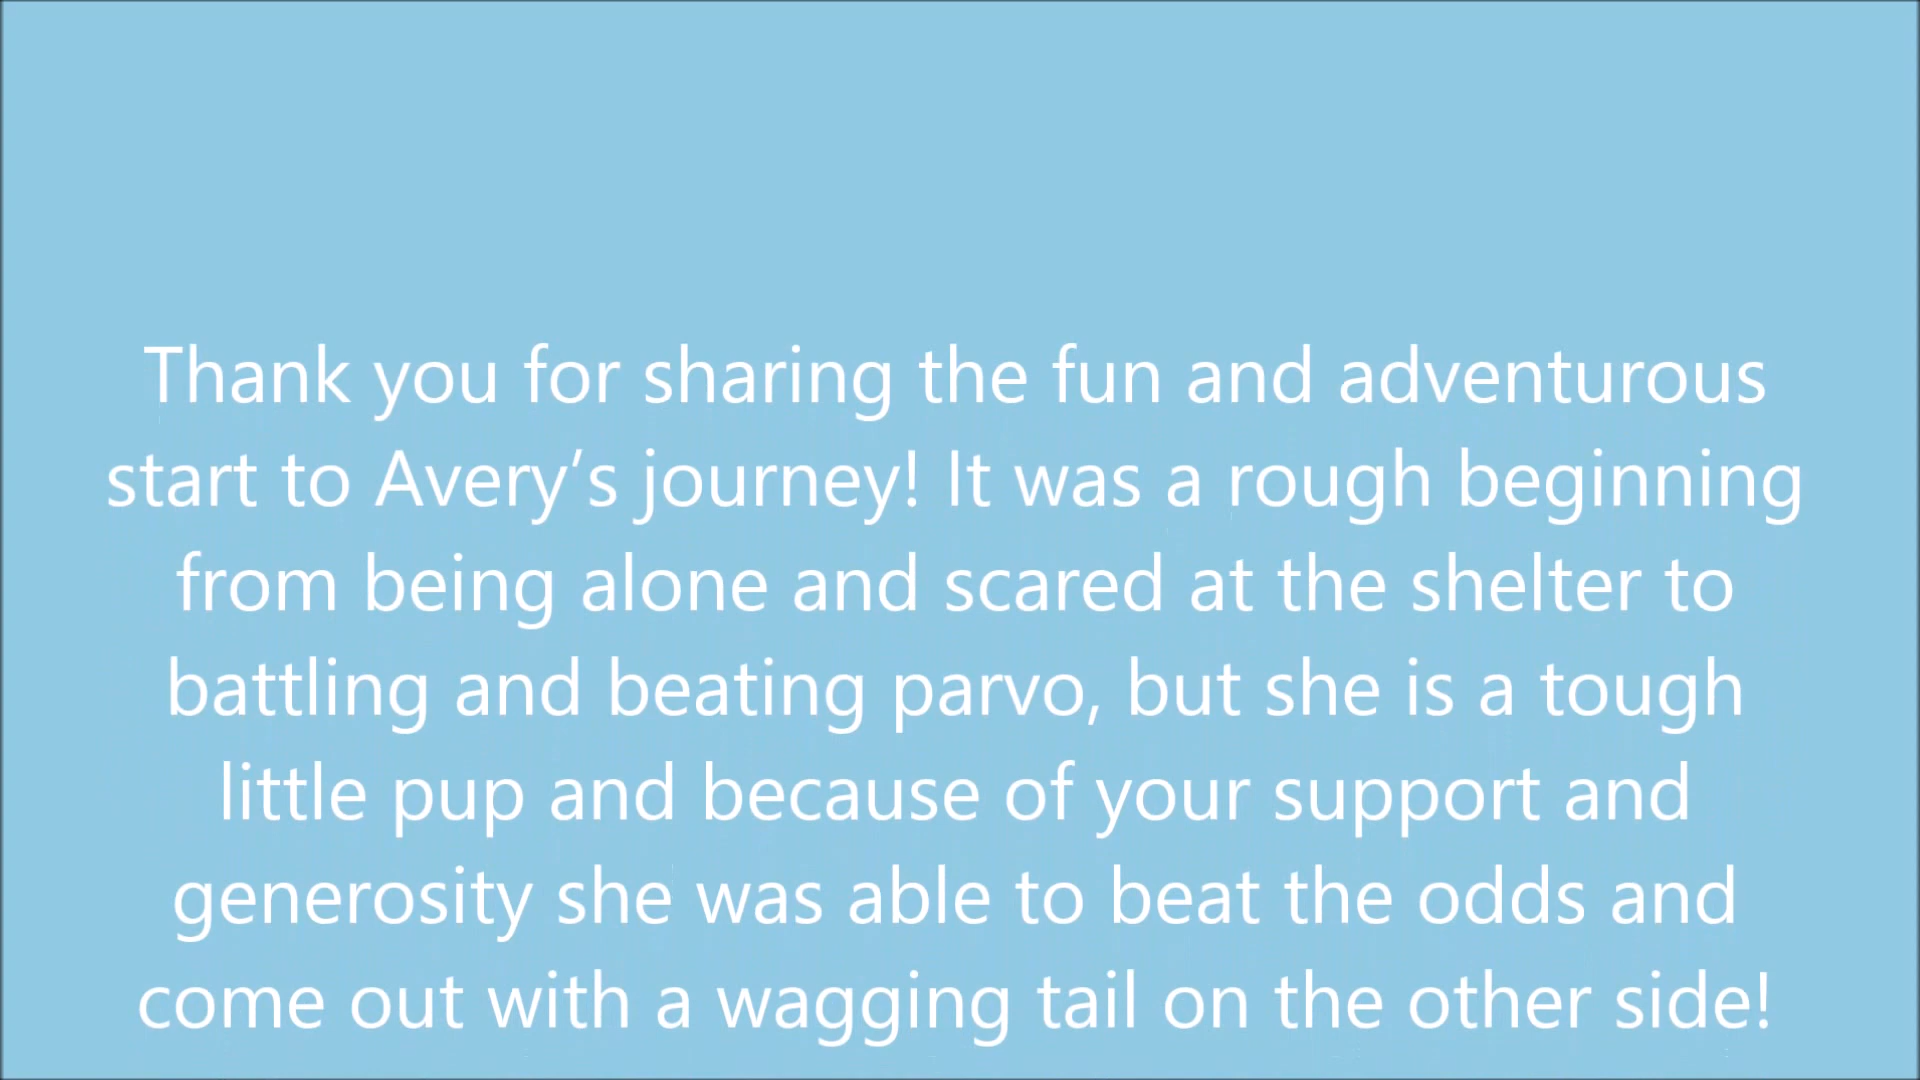 Thank you for sharing the fun and adventurous
start to Avery’s journey! It was a rough beginning
from being alone and scared at the shelter to
battling and beating parvo, but she is a tough
little pup and because of your support and
generosity she was able to beat the odds and
come out with a wagging tail on the other side!